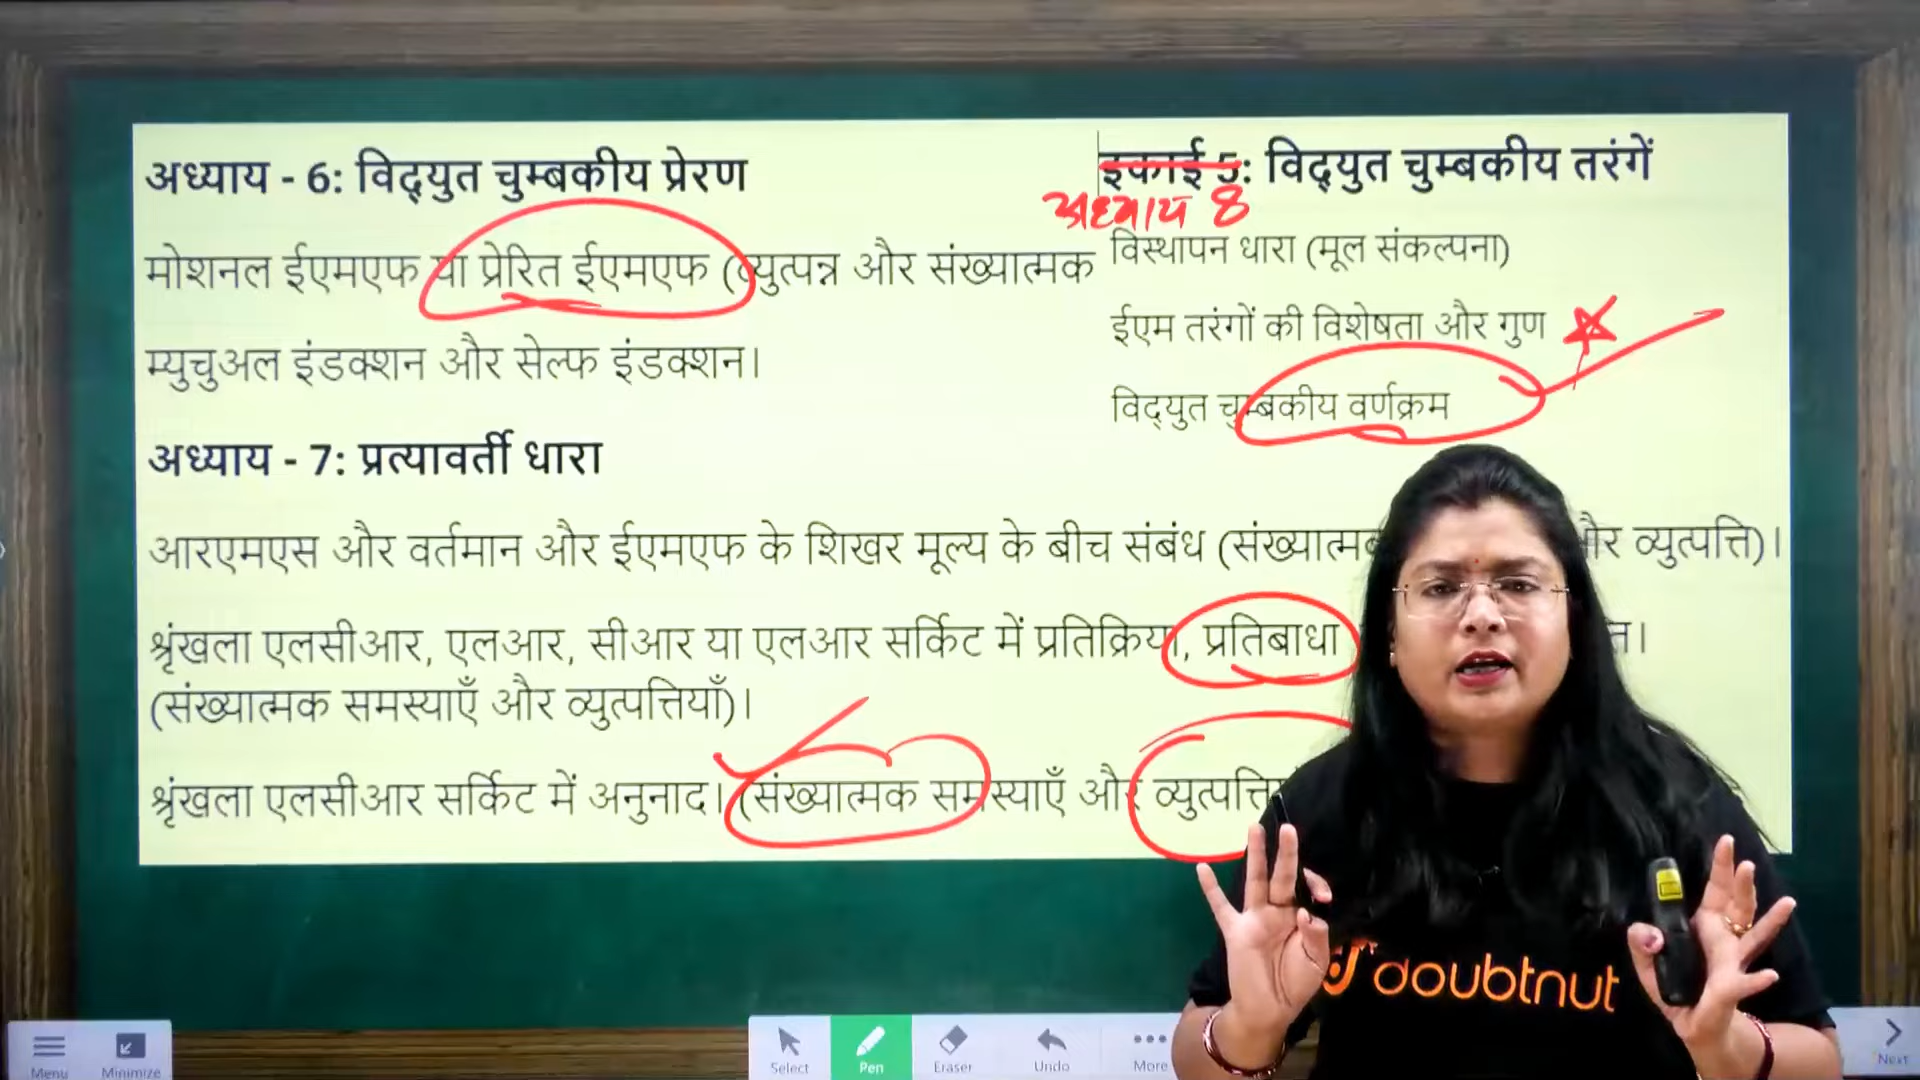 अध्याय - 6: विद्युत चुम्बकीय प्रेरण
मोशनल ईएमएफ या प्रेरित ईएमएफ (व्युत्पन्न और संख्यात्मक
म्युचुअल इंडक्शन और सेल्फ इंडक्शन।
इकाई 5: विद्युत चुम्बकीय तरंगें
अध्याय 8
विस्थापन धारा (मूल संकल्पना)
ईएम तरंगों की विशेषता और गुण
विद्युत चुम्बकीय वर्णक्रम
अध्याय - 7: प्रत्यावर्ती धारा
आरएमएस और वर्तमान और ईएमएफ के शिखर मूल्य के बीच संबंध और व्युत्पत्ति)।
श्रृंखला एलसीआर, एलआर, सीआर या एलआर सर्किट में प्रतिक्रिया, प्रतिबाधा
(संख्यात्मक समस्याएँ और व्युत्पत्तियाँ)।
श्रृंखला एलसीआर सर्किट में अनुनाद। (संख्यात्मक समस्याएँ और
doubtnut
Menu Minimize Select Pen Eraser Undo More Next